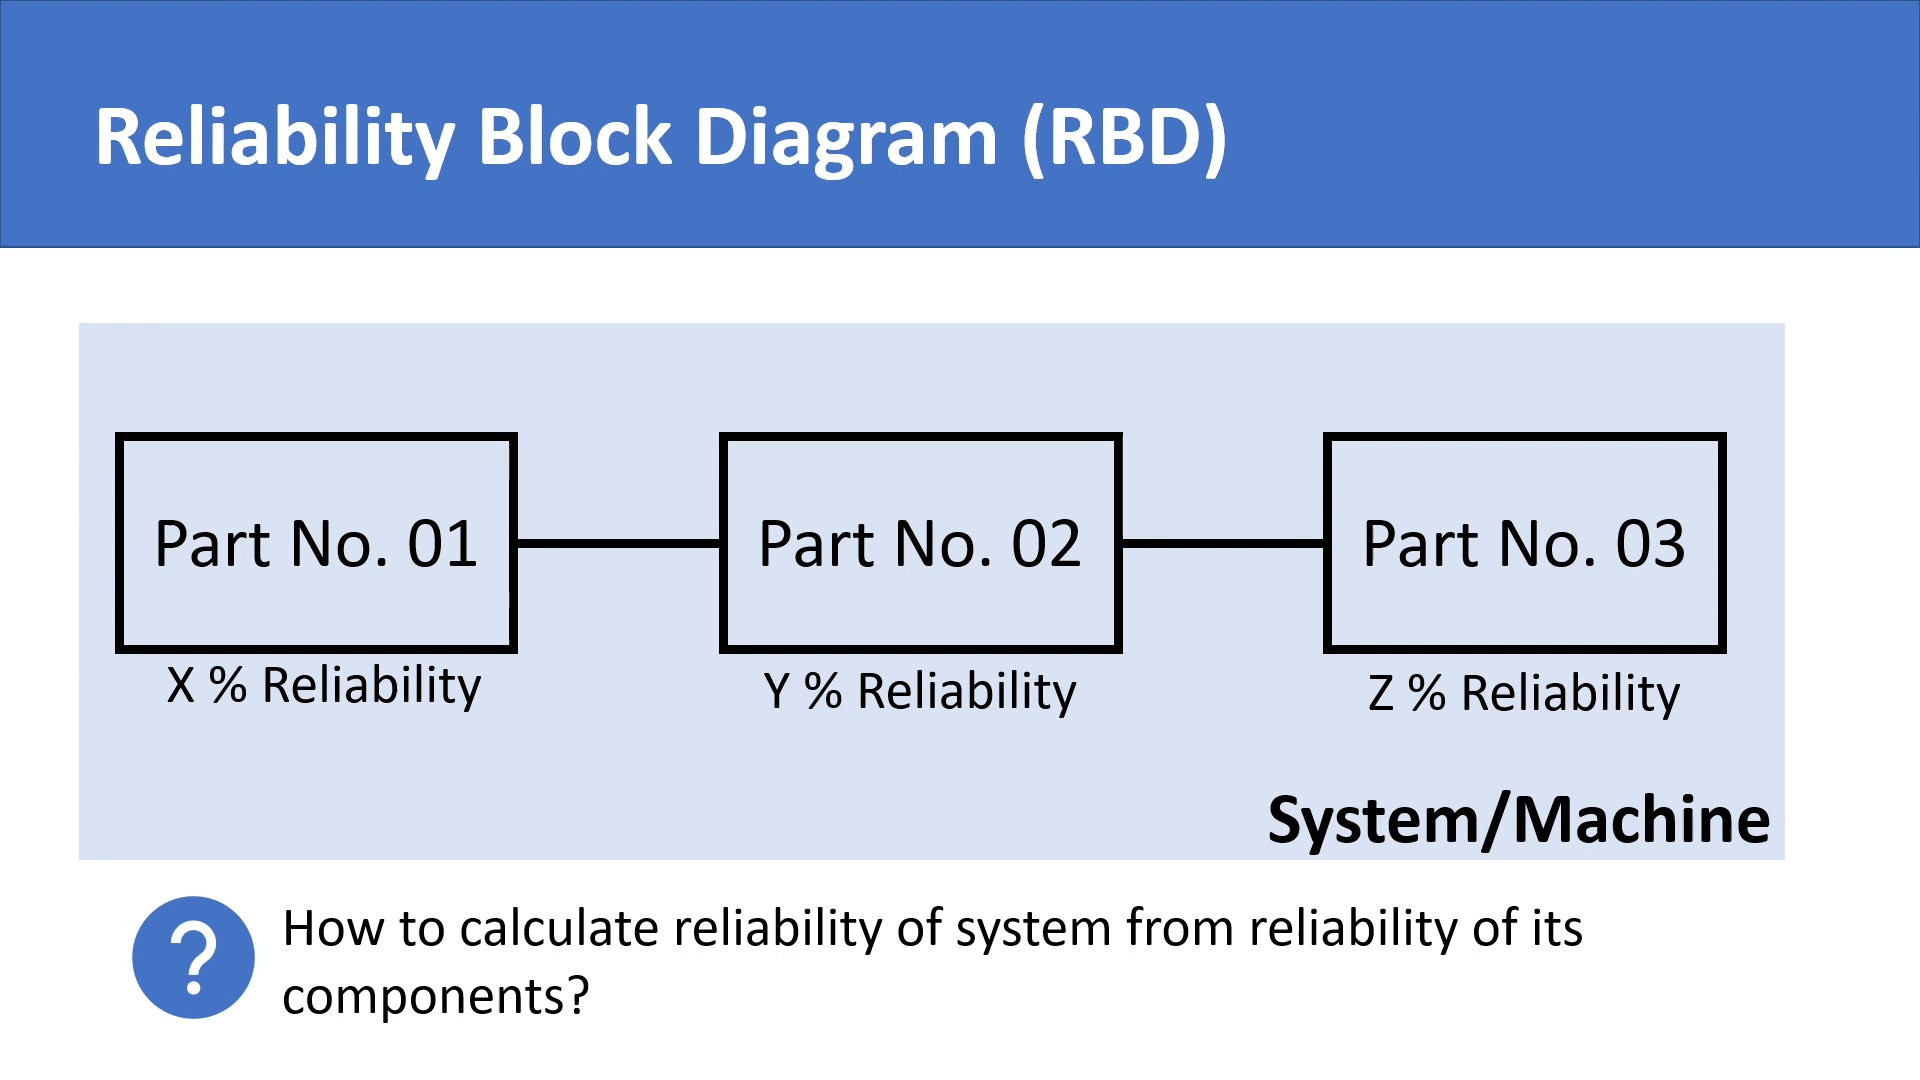 Reliability Block Diagram (RBD)
Part No. 01
Part No. 02
Part No. 03
X % Reliability
Y % Reliability
Z % Reliability
System/Machine
?
How to calculate reliability of system from reliability of its
components?